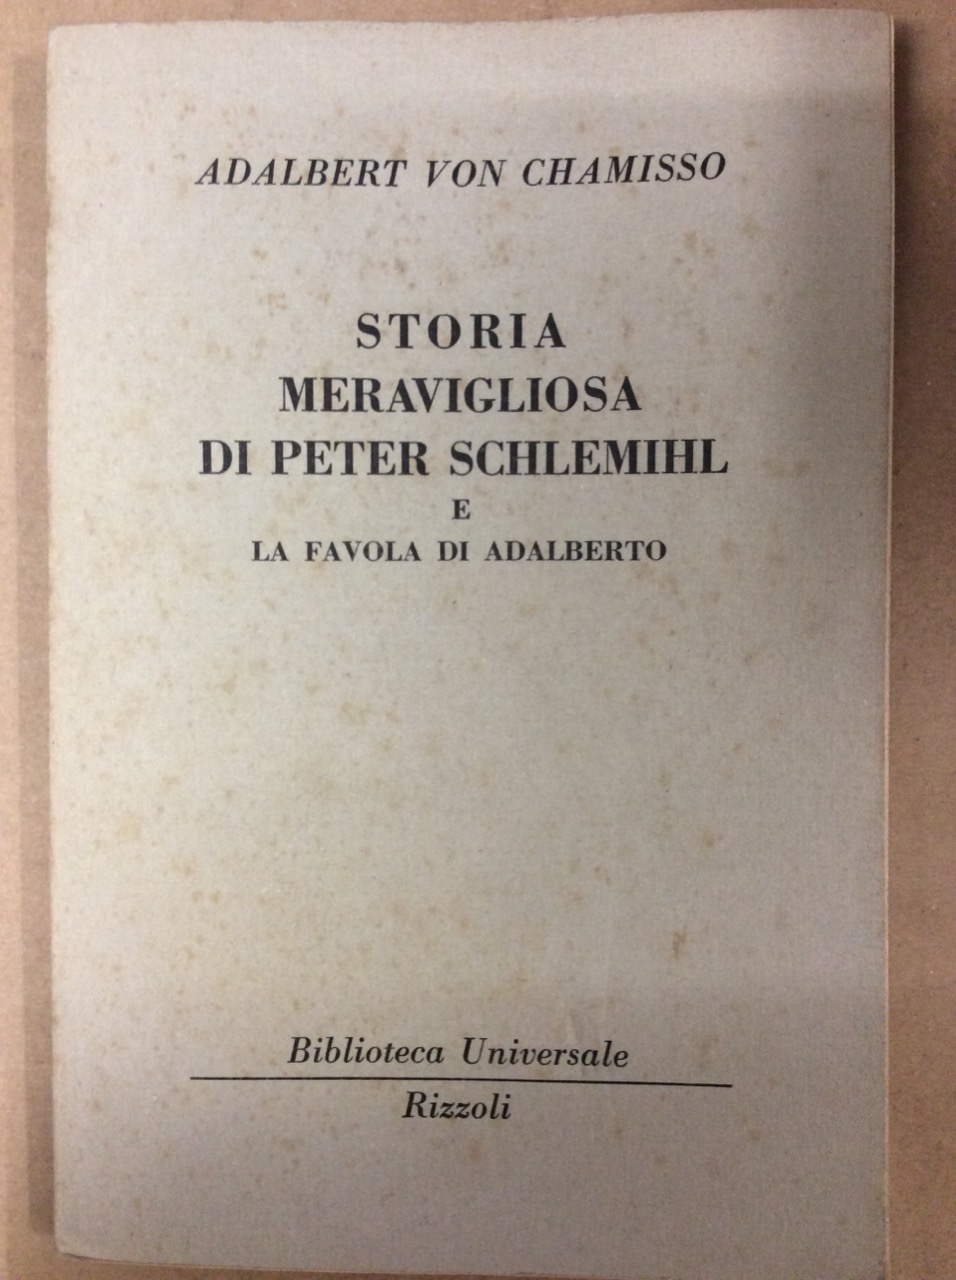 ADALBERT VON CHAMISSO
STORIA
MERAVIGLIOSA
DI PETER SCHLEMIHL
E
LA FAVOLA DI ADALBERTO
Biblioteca Universale
Rizzoli